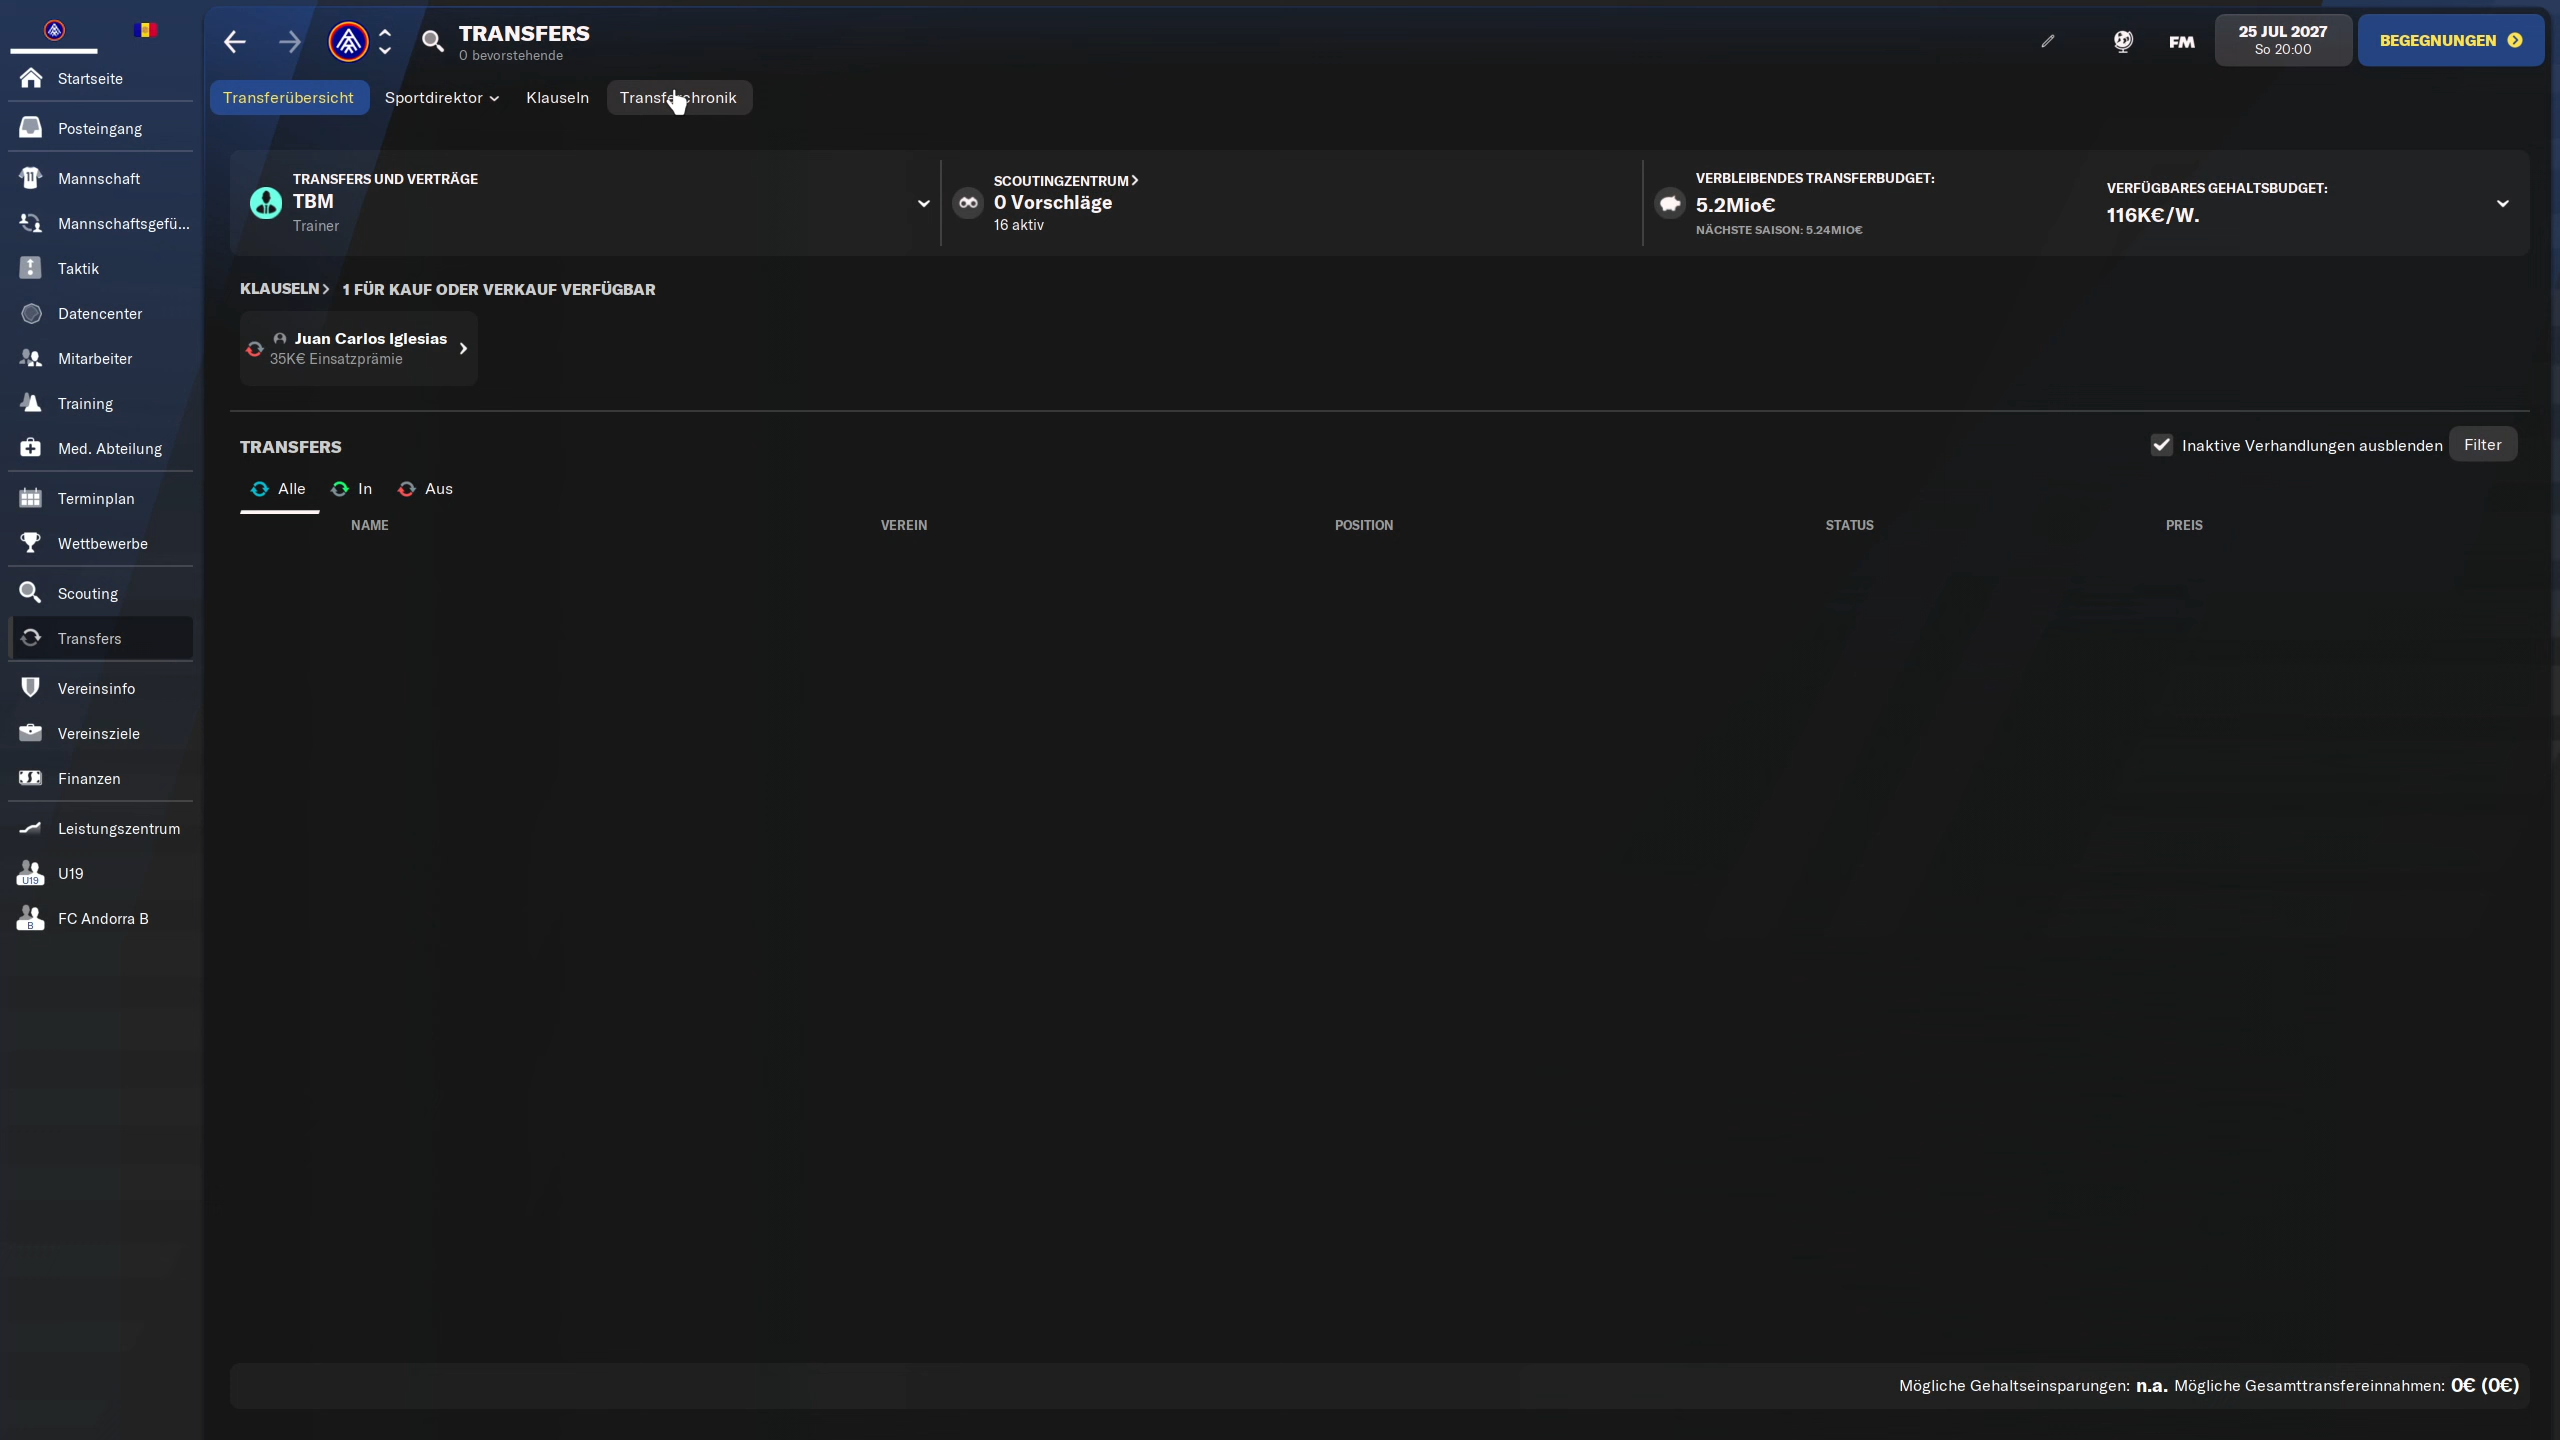 TRANSFERS
0 bevorstehende
FM
25 JUL 2027
So 20:00
BEGEGNUNGEN
Startseite
Posteingang
Mannschaft
Mannschaftsgefü...
Taktik
Datencenter
Mitarbeiter
Training
Med. Abteilung
Terminplan
Wettbewerbe
Scouting
Transfers
Vereinsinfo
Vereinsziele
Finanzen
Leistungszentrum
U19
U19
B
FC Andorra B
Transferübersicht
Sportdirektor
Klauseln
Transferchronik
TRANSFERS UND VERTRÄGE
TBM
Trainer
SCOUTINGZENTRUM
0 Vorschläge
16 aktiv
VERBLEIBENDES TRANSFERBUDGET:
5.2Mio€
NÄCHSTE SAISON: 5.24MIO€
VERFÜGBARES GEHALTSBUDGET:
116K€/W.
KLAUSELN 1 FÜR KAUF ODER VERKAUF VERFÜGBAR
Juan Carlos Iglesias
35K€ Einsatzprämie
TRANSFERS
Inaktive Verhandlungen ausblenden
Filter
Alle In Aus
NAME VEREIN POSITION STATUS PREIS
Mögliche Gehaltseinsparungen: n.a. Mögliche Gesamttransfereinnahmen: 0€ (0€)